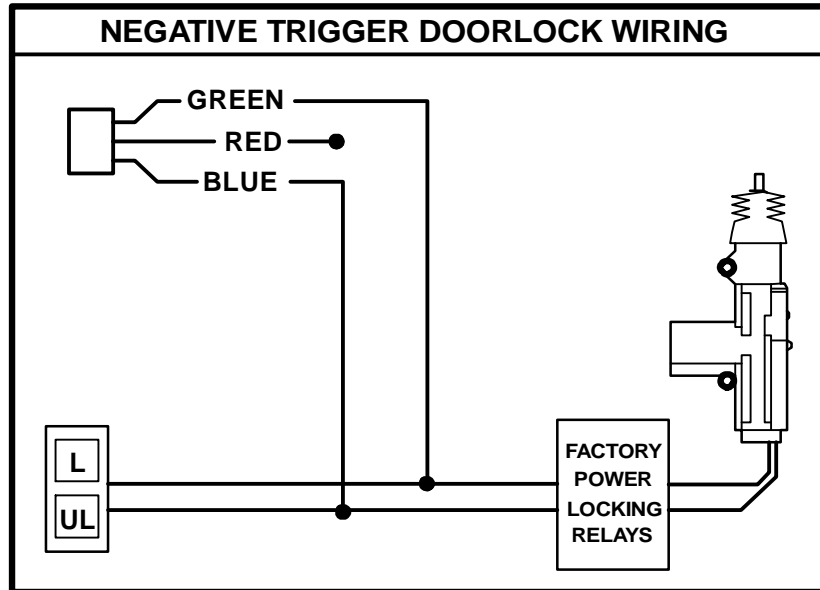 NEGATIVE TRIGGER DOORLOCK WIRING
GREEN
RED
BLUE
L
UL
FACTORY
POWER
LOCKING
RELAYS